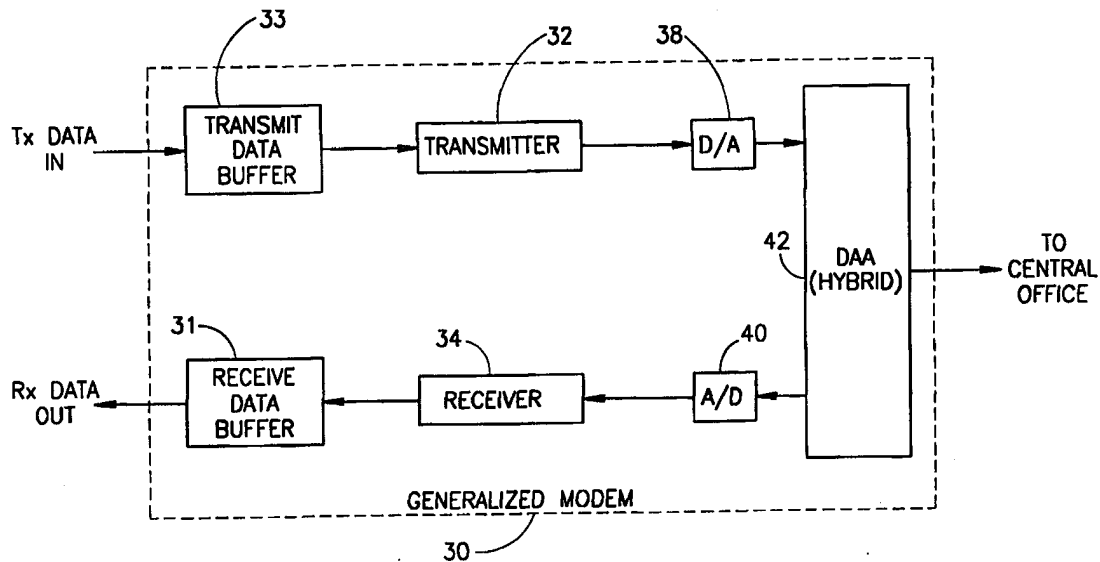 33
32
38
Tx DATA
IN
TRANSMIT
DATA
BUFFER
TRANSMITTER
D/A
42
DAA
(HYBRID)
TO
CENTRAL
OFFICE
31
34
40
Rx DATA
OUT
RECEIVE
DATA
BUFFER
RECEIVER
A/D
GENERALIZED MODEM
30